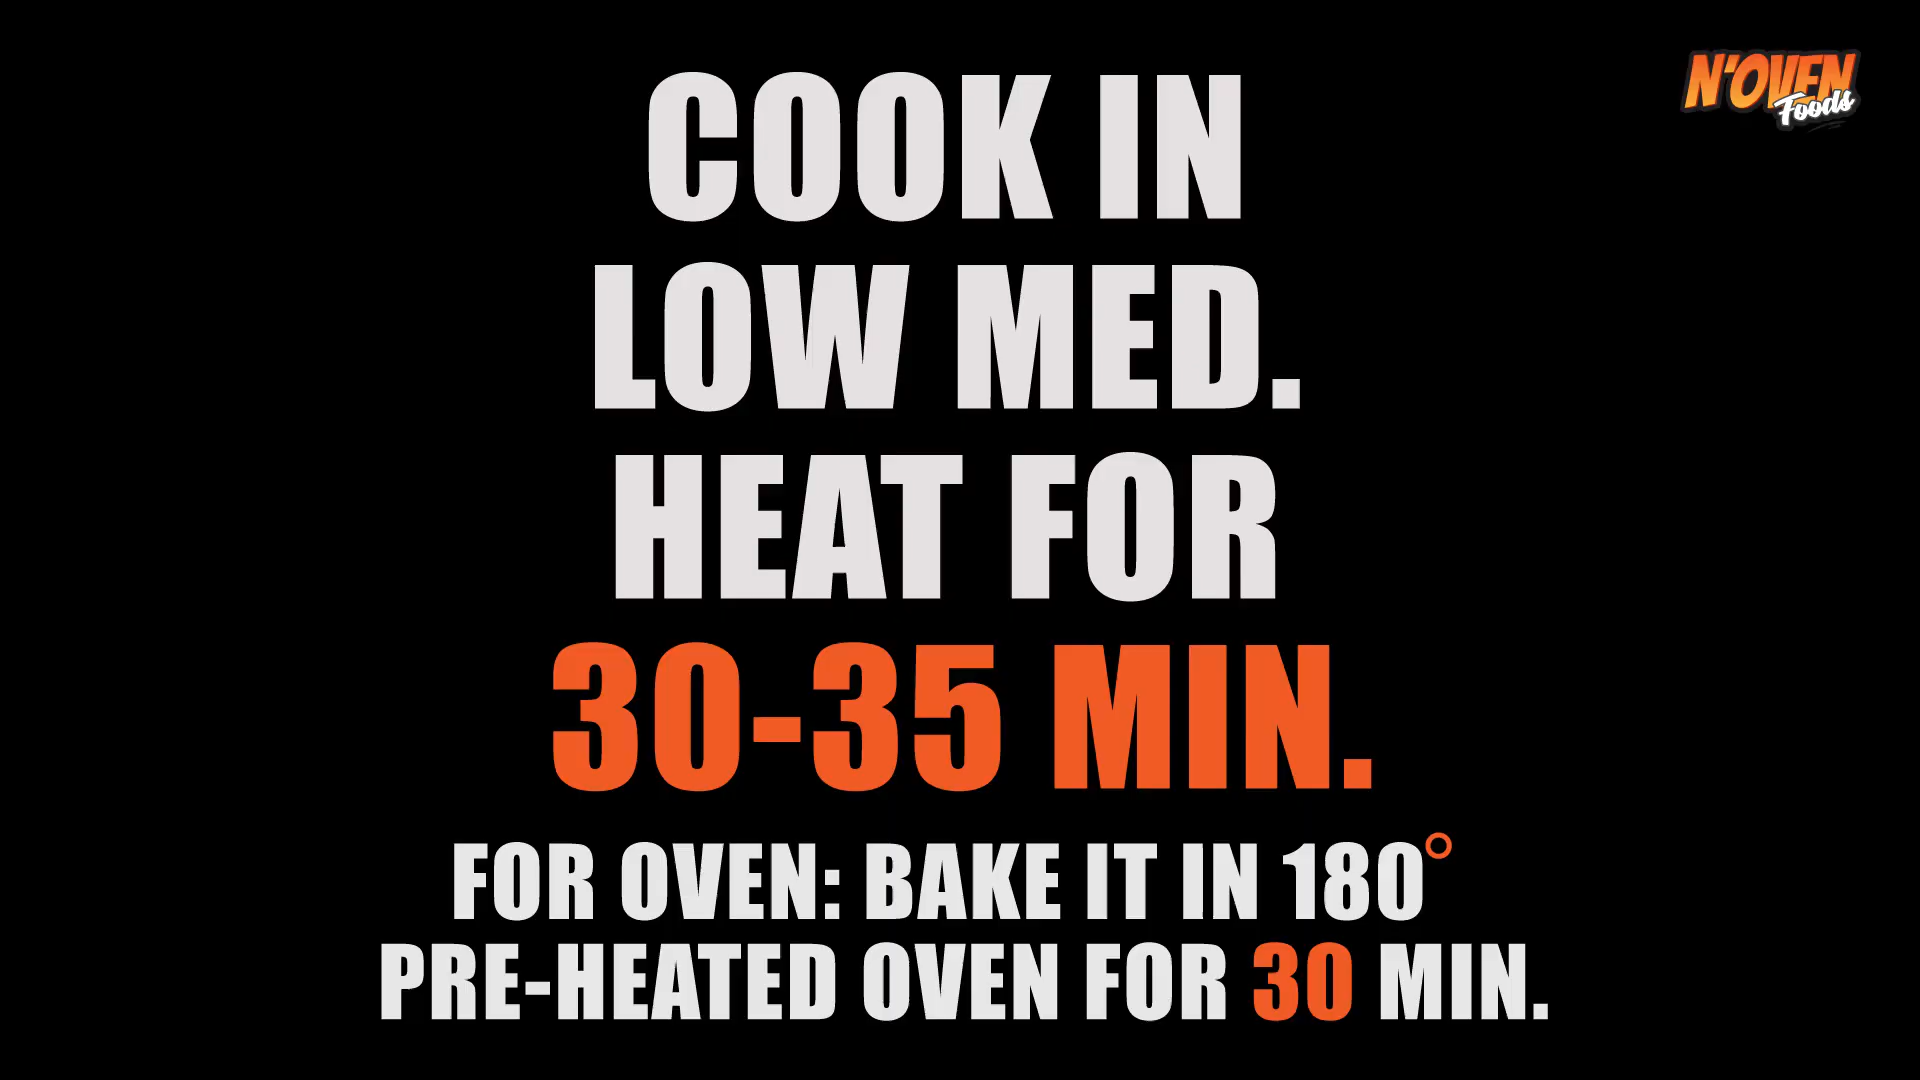 N'OVEN
Foods
COOK IN
LOW MED.
HEAT FOR
30-35 MIN.
FOR OVEN: BAKE IT IN 180°
PRE-HEATED OVEN FOR 30 MIN.